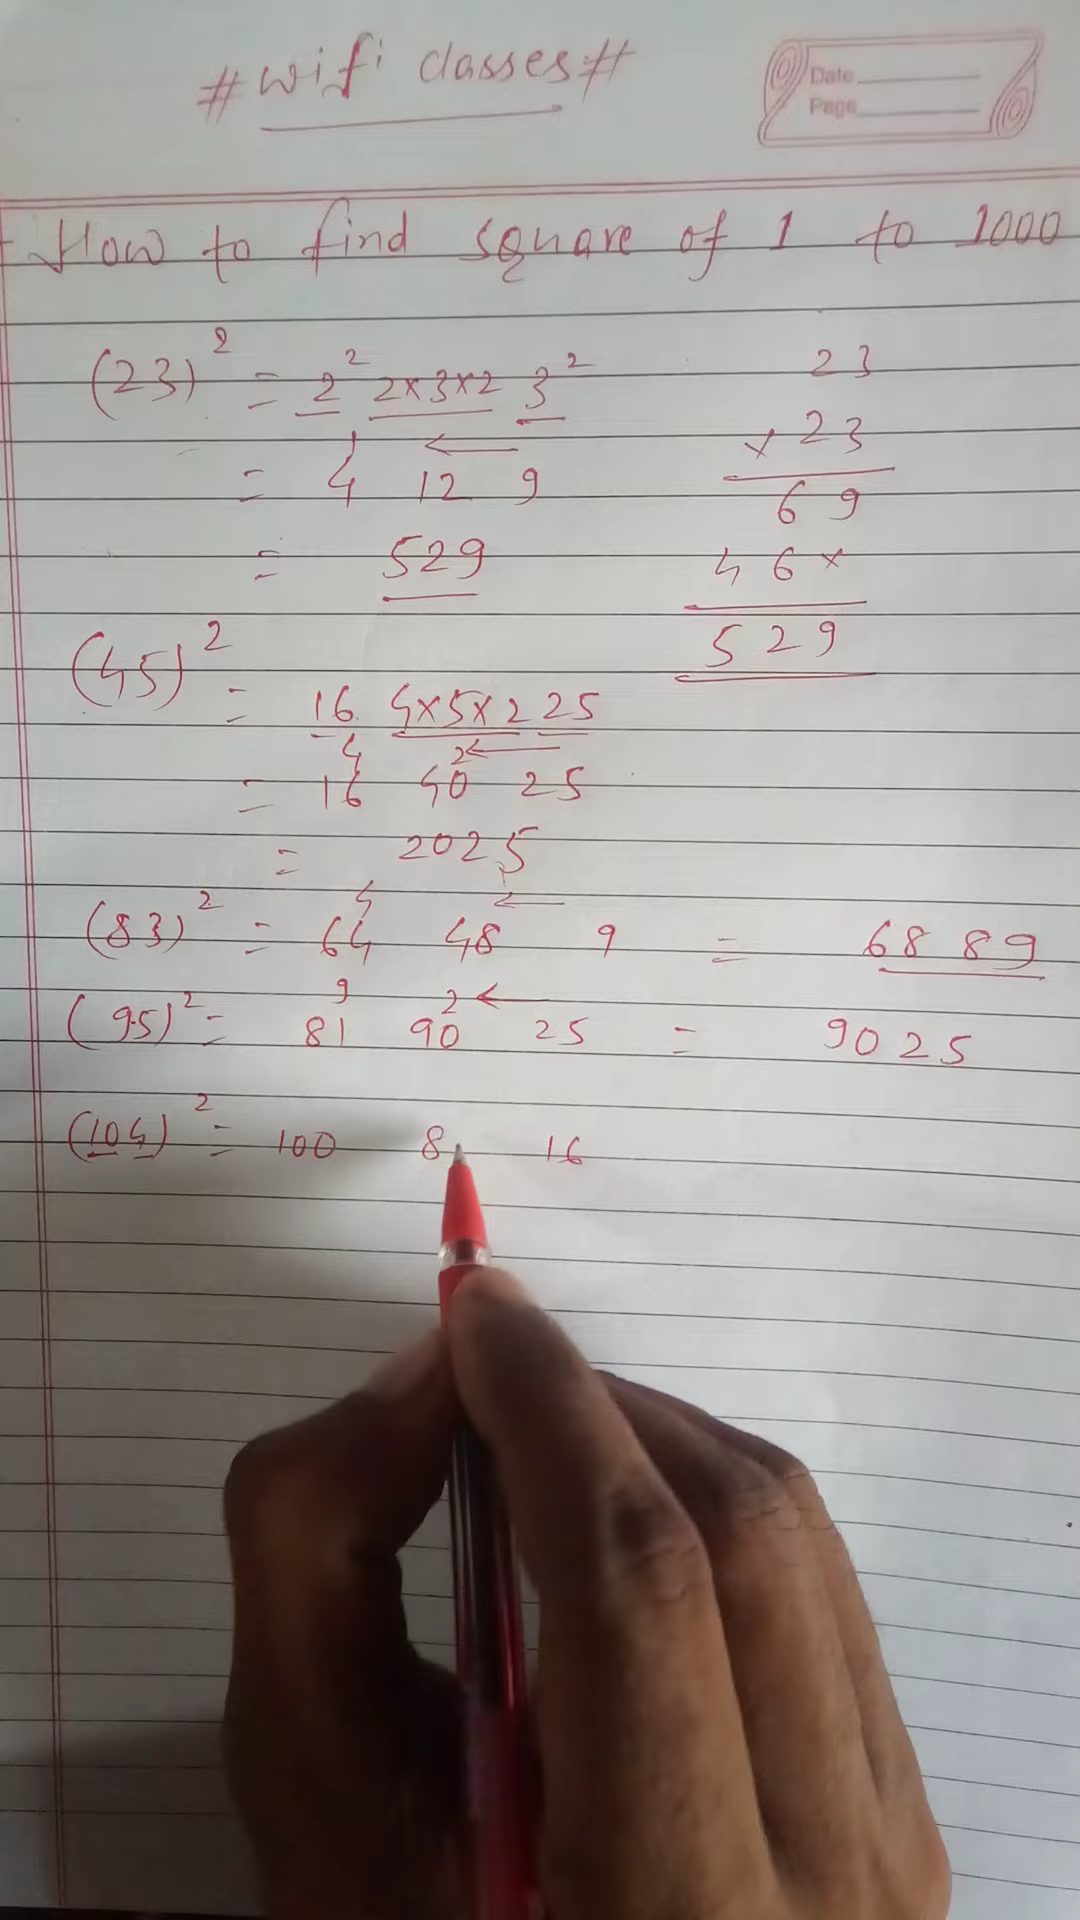 #wifi classes#
Date
Page
How to find square of 1 to 1000
(23)² = 2² 2×3×2 3²
1 ←
= 4 12 9
= 529
23
× 23
69
46×
529
(45)²
= 16 4×5×2 25
4 2←
= 16 40 25
= 2025
4 ←
(83)² = 64 48 9 = 6889
9 2←
(95)² = 81 90 25 = 9025
(104)² = 100 8 16